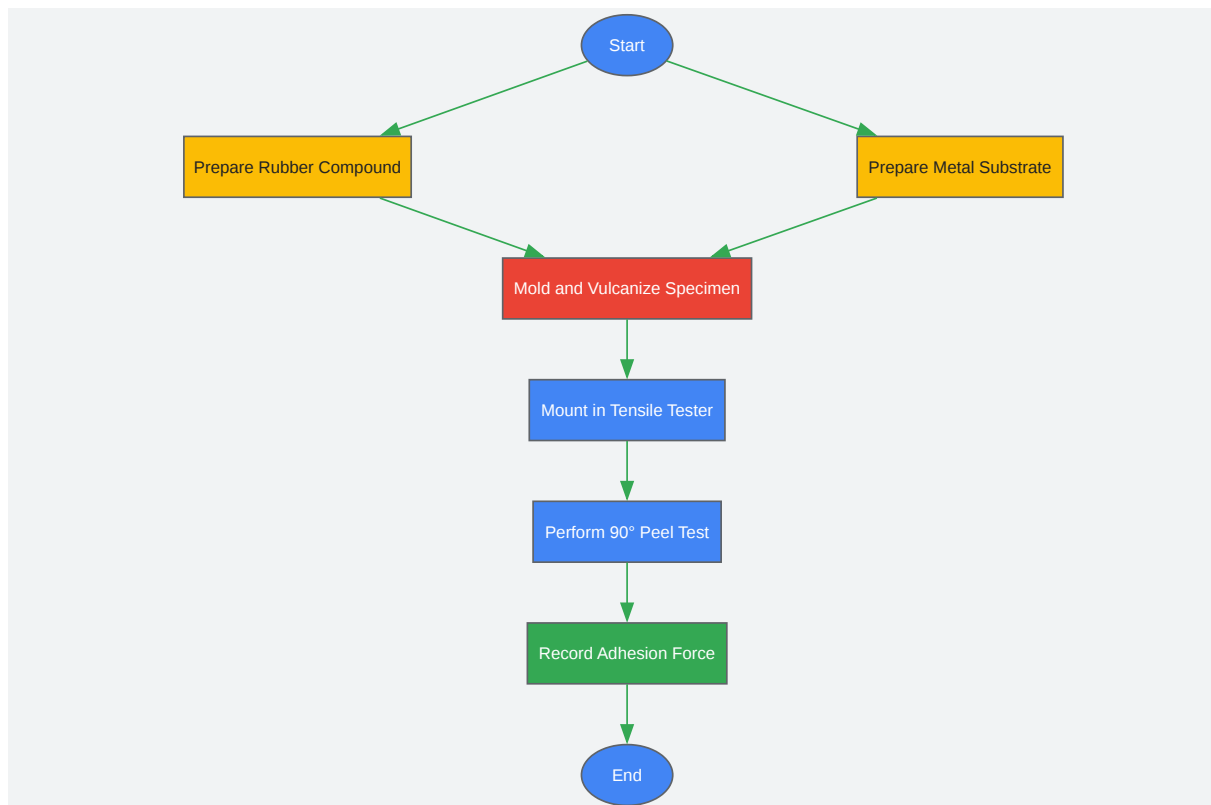 Start
Prepare Rubber Compound
Prepare Metal Substrate
Mold and Vulcanize Specimen
Mount in Tensile Tester
Perform 90° Peel Test
Record Adhesion Force
End